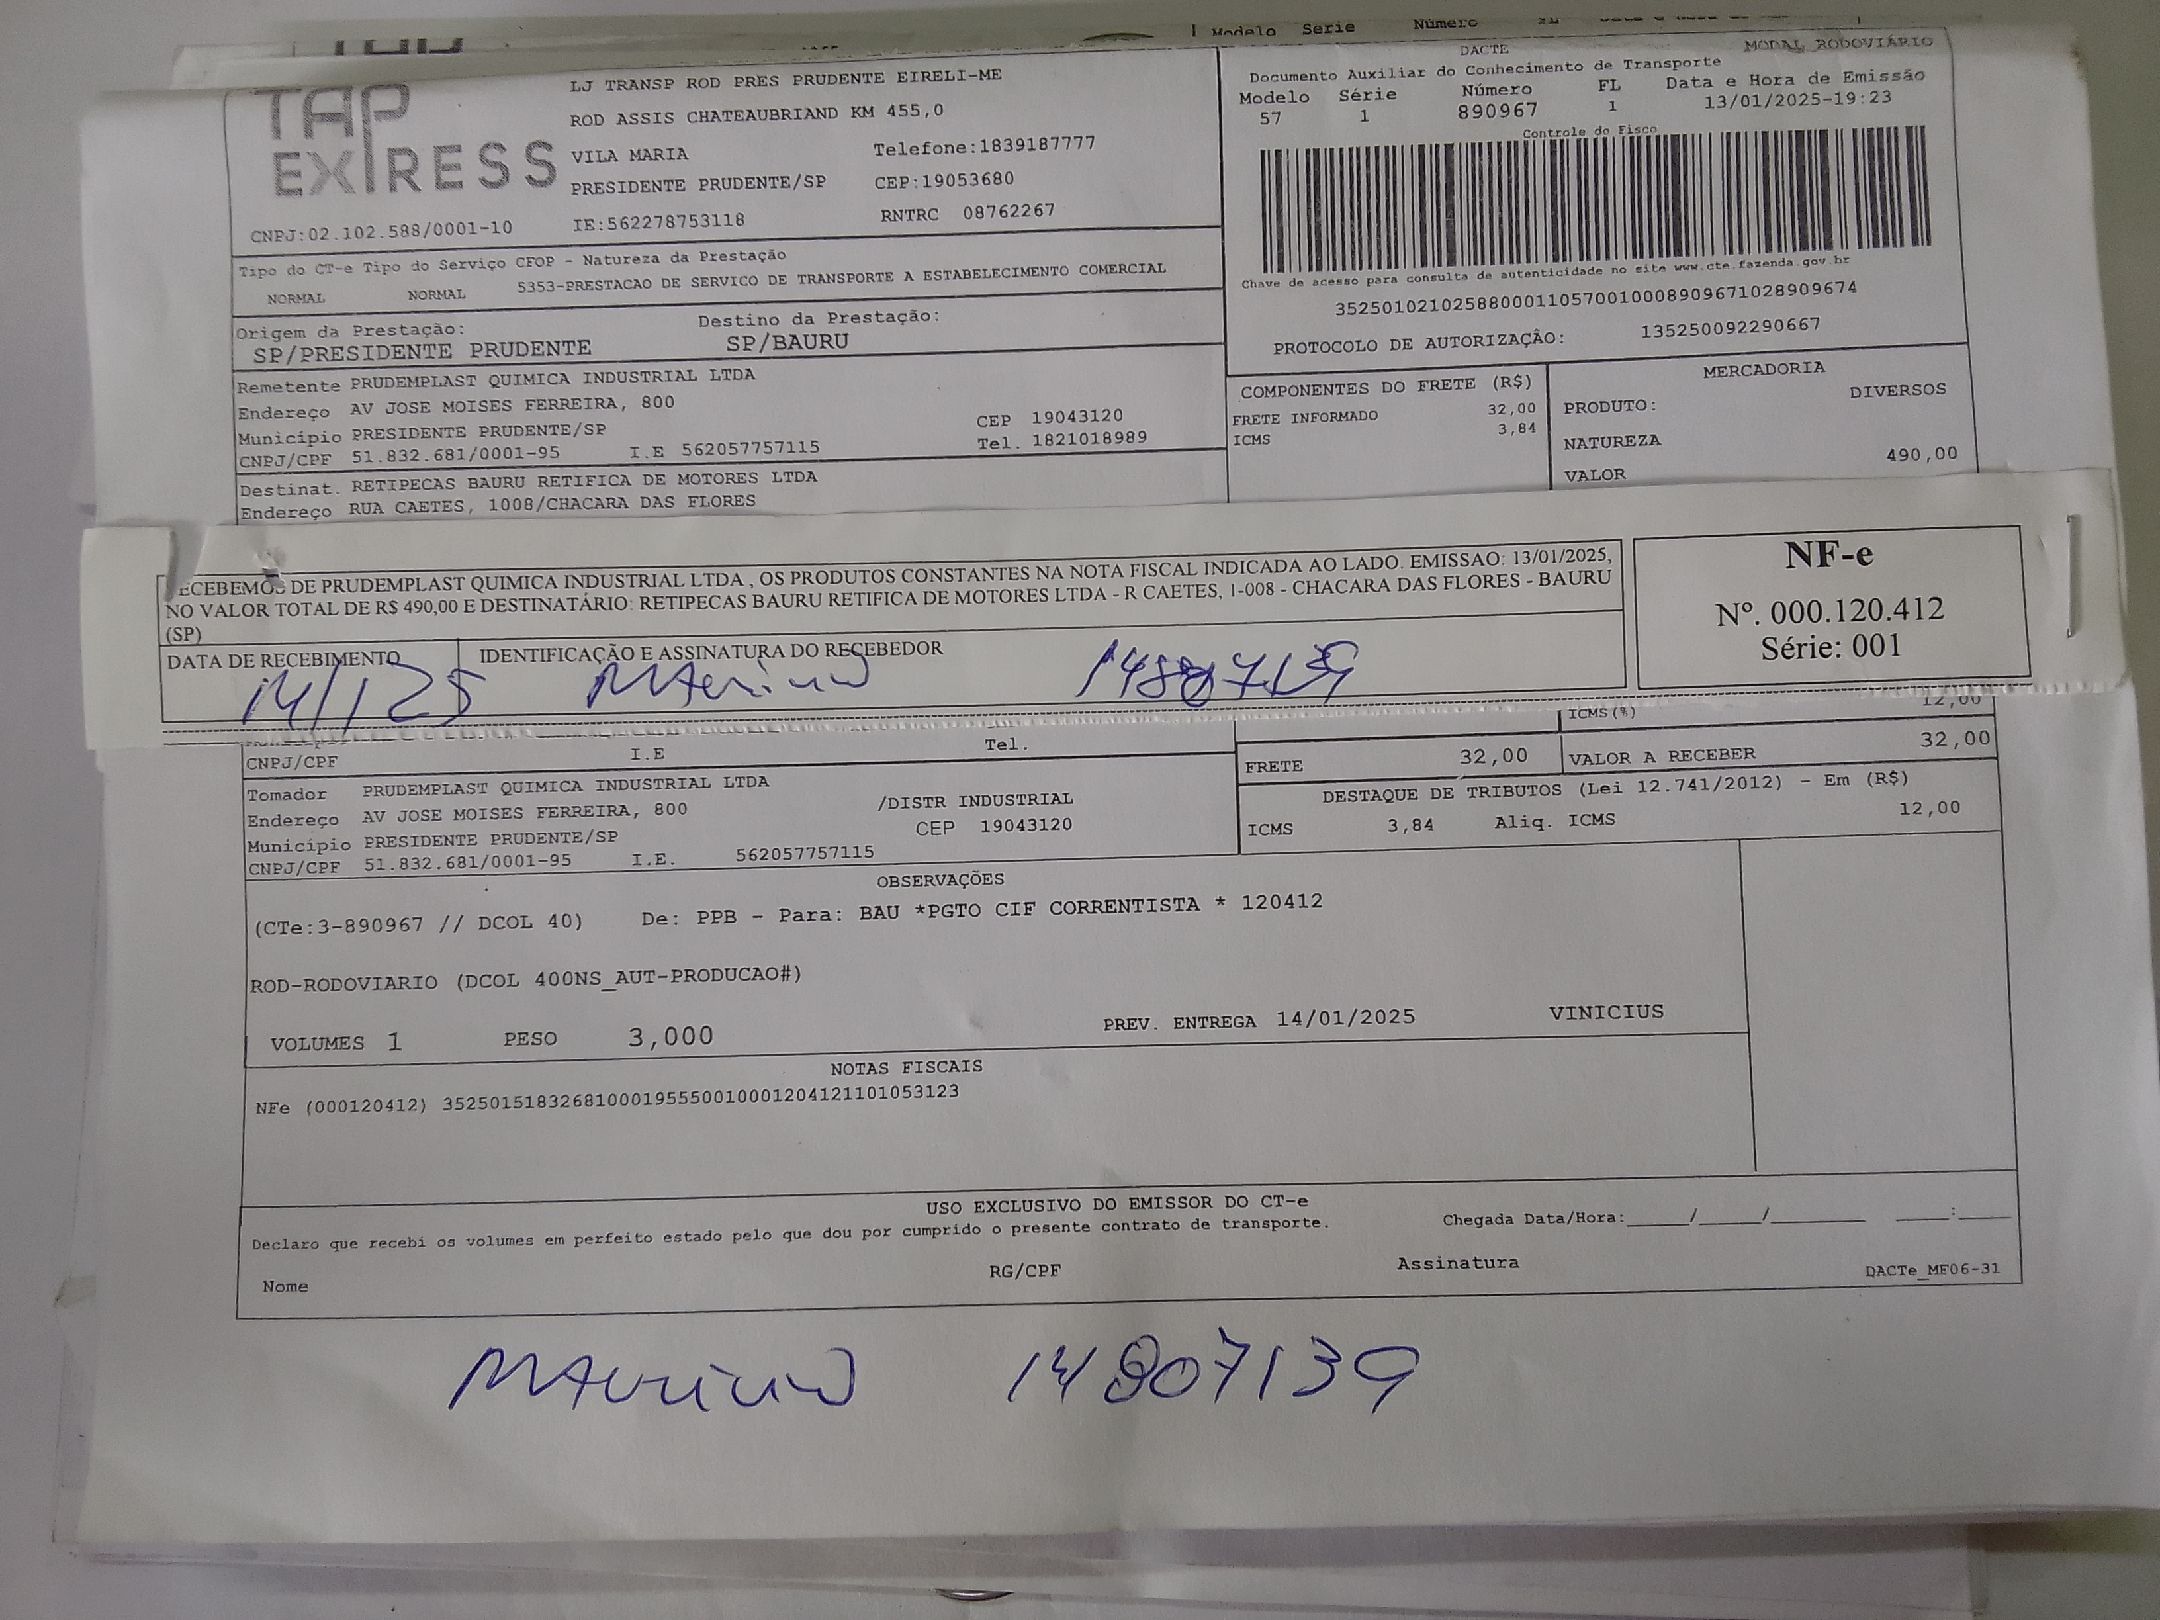 Modelo Serie Número
TAP EXPRESS
LJ TRANSP ROD PRES PRUDENTE EIRELI-ME
ROD ASSIS CHATEAUBRIAND KM 455,0
VILA MARIA Telefone:1839187777
PRESIDENTE PRUDENTE/SP CEP:19053680
CNPJ:02.102.588/0001-10 IE:562278753118 RNTRC 08762267
DACTE MODAL RODOVIÁRIO
Documento Auxiliar do Conhecimento de Transporte
Modelo Série Número FL Data e Hora de Emissão
57 1 890967 1 13/01/2025-19:23
Controle do Fisco
Chave de acesso para consulta de autenticidade no site www.cte.fazenda.gov.br
35250102102588000110570010008909671028909674
PROTOCOLO DE AUTORIZAÇÃO: 135250092290667
Tipo do CT-e Tipo do Serviço CFOP - Natureza da Prestação
NORMAL NORMAL 5353-PRESTACAO DE SERVICO DE TRANSPORTE A ESTABELECIMENTO COMERCIAL
Origem da Prestação: Destino da Prestação:
SP/PRESIDENTE PRUDENTE SP/BAURU
Remetente PRUDEMPLAST QUIMICA INDUSTRIAL LTDA
Endereço AV JOSE MOISES FERREIRA, 800
Município PRESIDENTE PRUDENTE/SP CEP 19043120
CNPJ/CPF 51.832.681/0001-95 I.E 562057757115 Tel. 1821018989
Destinat. RETIPECAS BAURU RETIFICA DE MOTORES LTDA
Endereço RUA CAETES, 1008/CHACARA DAS FLORES
COMPONENTES DO FRETE (R$)
FRETE INFORMADO 32,00
ICMS 3,84
MERCADORIA
PRODUTO: DIVERSOS
NATUREZA
VALOR 490,00
ECEBEMOS DE PRUDEMPLAST QUIMICA INDUSTRIAL LTDA , OS PRODUTOS CONSTANTES NA NOTA FISCAL INDICADA AO LADO. EMISSAO: 13/01/2025,
NO VALOR TOTAL DE R$ 490,00 E DESTINATÁRIO: RETIPECAS BAURU RETIFICA DE MOTORES LTDA - R CAETES, 1-008 - CHACARA DAS FLORES - BAURU
(SP)
DATA DE RECEBIMENTO IDENTIFICAÇÃO E ASSINATURA DO RECEBEDOR
14/1/25 MAuricio 14807139
NF-e
Nº. 000.120.412
Série: 001
ICMS(%) 12,00
CNPJ/CPF I.E Tel.
FRETE 32,00 VALOR A RECEBER 32,00
Tomador PRUDEMPLAST QUIMICA INDUSTRIAL LTDA
Endereço AV JOSE MOISES FERREIRA, 800 /DISTR INDUSTRIAL
Município PRESIDENTE PRUDENTE/SP CEP 19043120
CNPJ/CPF 51.832.681/0001-95 I.E. 562057757115
DESTAQUE DE TRIBUTOS (Lei 12.741/2012) - Em (R$)
ICMS 3,84 Aliq. ICMS 12,00
OBSERVAÇÕES
(CTe:3-890967 // DCOL 40) De: PPB - Para: BAU *PGTO CIF CORRENTISTA * 120412
ROD-RODOVIARIO (DCOL 400NS_AUT-PRODUCAO#)
VOLUMES 1 PESO 3,000 PREV. ENTREGA 14/01/2025 VINICIUS
NOTAS FISCAIS
NFe (000120412) 35250151832681000195550010001204121101053123
USO EXCLUSIVO DO EMISSOR DO CT-e
Declaro que recebi os volumes em perfeito estado pelo que dou por cumprido o presente contrato de transporte. Chegada Data/Hora:_____/_____/________ ____:____
Nome RG/CPF Assinatura DACTe_MF06-31
MAuricio 14807139